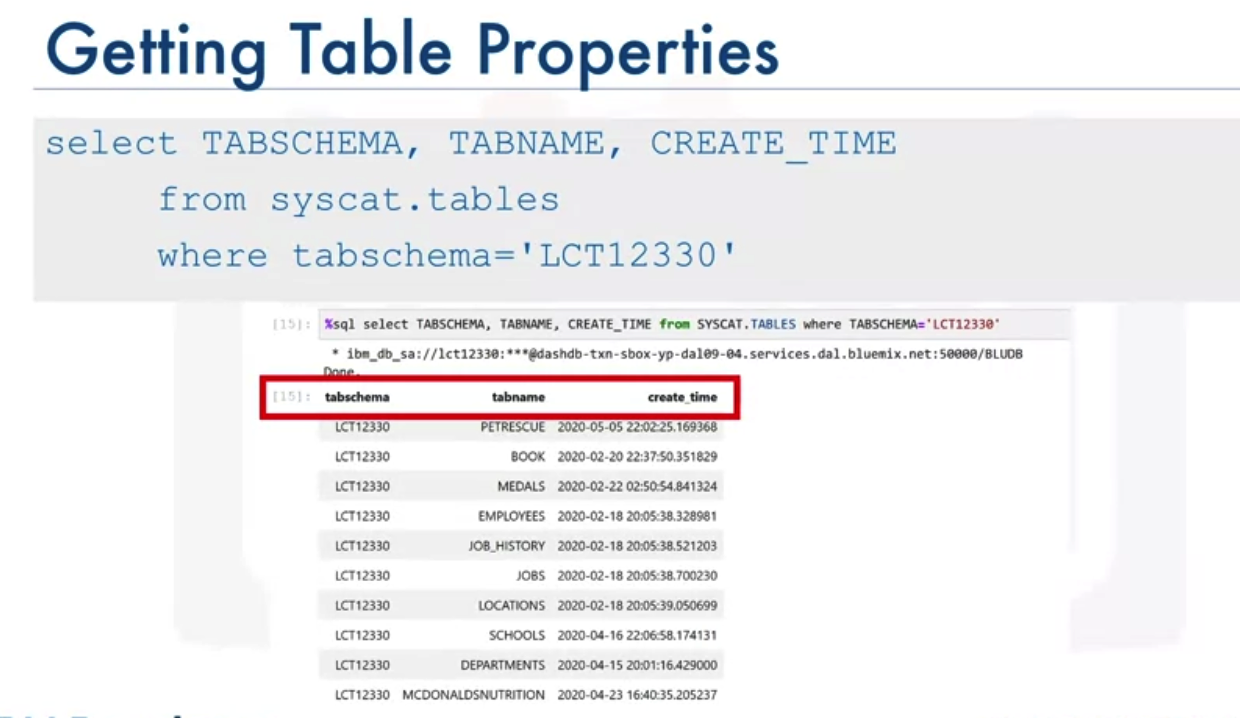 Getting Table Properties
select TABSCHEMA, TABNAME, CREATE_TIME
from syscat.tables
where tabschema='LCT12330'
[15]: %sql select TABSCHEMA, TABNAME, CREATE_TIME from SYSCAT.TABLES where TABSCHEMA='LCT12330'
* ibm_db_sa://lct12330:***@dashdb-txn-sbox-yp-dal09-04.services.dal.bluemix.net:50000/BLUDB
Done.
[15]: tabschema tabname create_time
LCT12330 PETRESCUE 2020-05-05 22:02:25.169368
LCT12330 BOOK 2020-02-20 22:37:50.351829
LCT12330 MEDALS 2020-02-22 02:50:54.841324
LCT12330 EMPLOYEES 2020-02-18 20:05:38.328981
LCT12330 JOB_HISTORY 2020-02-18 20:05:38.521203
LCT12330 JOBS 2020-02-18 20:05:38.700230
LCT12330 LOCATIONS 2020-02-18 20:05:39.050699
LCT12330 SCHOOLS 2020-04-16 22:06:58.174131
LCT12330 DEPARTMENTS 2020-04-15 20:01:16.429000
LCT12330 MCDONALDSNUTRITION 2020-04-23 16:40:35.205237